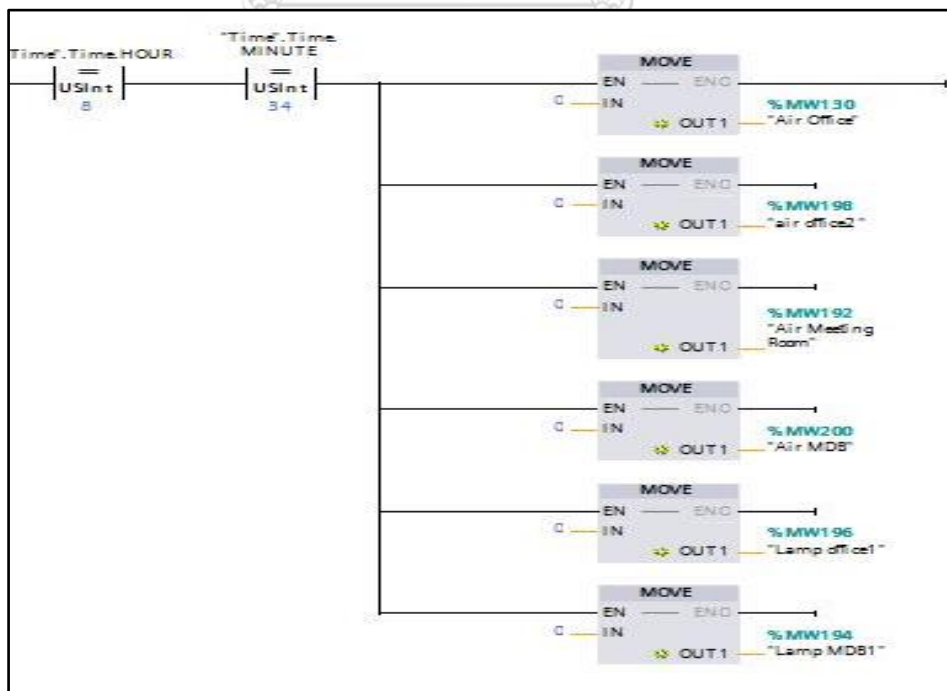 Time".Time.HOUR
"Time".Time.
MINUTE
==
USInt
8
==
USInt
34
MOVE
EN ENO
0 IN
%MW130
OUT1 "Air Office"
MOVE
EN ENO
0 IN
%MW198
OUT1 "air office2"
MOVE
EN ENO
0 IN
%MW192
"Air Meeting
OUT1 Room"
MOVE
EN ENO
0 IN
%MW200
OUT1 "Air MDB"
MOVE
EN ENO
0 IN
%MW196
OUT1 "Lamp office1"
MOVE
EN ENO
0 IN
%MW194
OUT1 "Lamp MDB1"